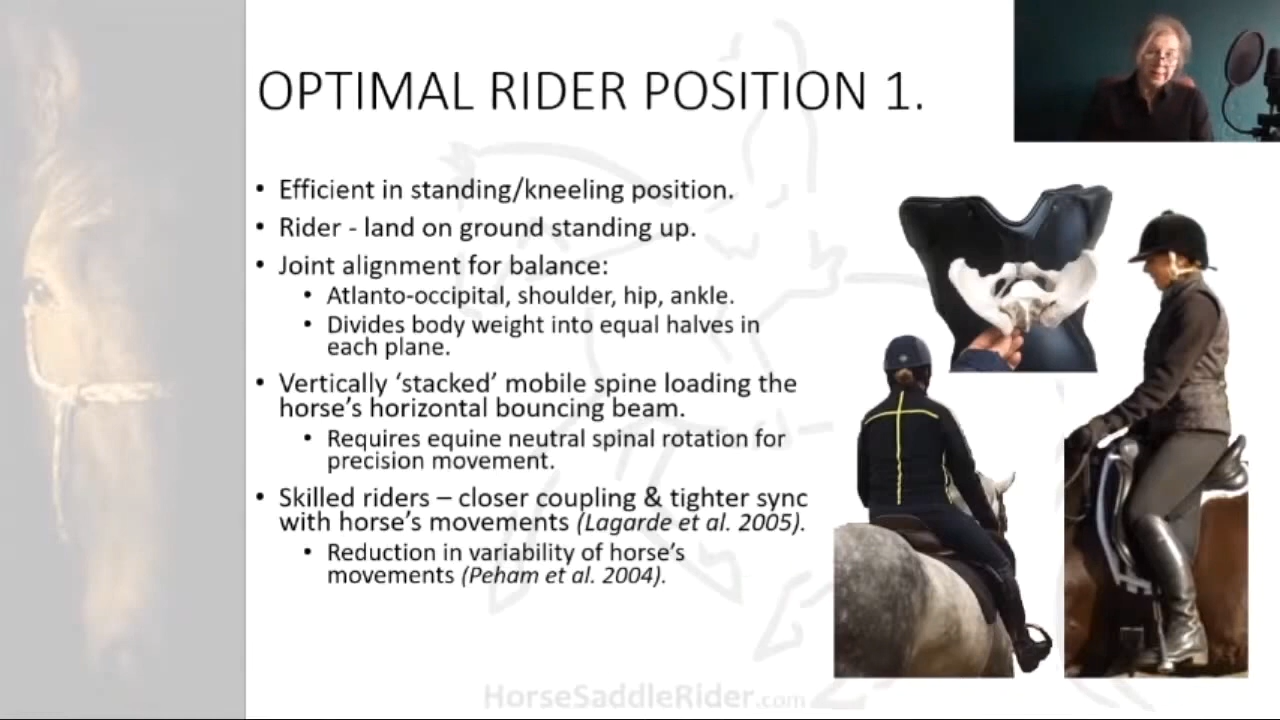 OPTIMAL RIDER POSITION 1.
• Efficient in standing/kneeling position.
• Rider - land on ground standing up.
• Joint alignment for balance:
• Atlanto-occipital, shoulder, hip, ankle.
• Divides body weight into equal halves in
each plane.
• Vertically ‘stacked’ mobile spine loading the
horse’s horizontal bouncing beam.
• Requires equine neutral spinal rotation for
precision movement.
• Skilled riders – closer coupling & tighter sync
with horse’s movements (Lagarde et al. 2005).
• Reduction in variability of horse’s
movements (Peham et al. 2004).
HorseSaddleRider.com